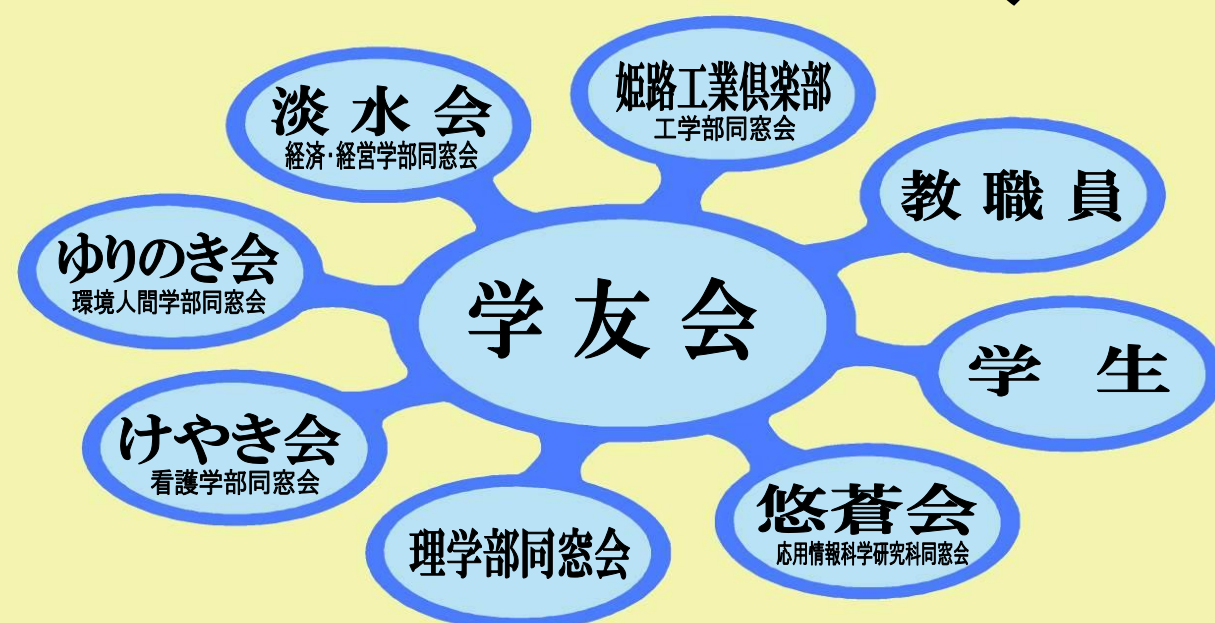 姫路工業倶楽部
工学部同窓会
淡水会
経済・経営学部同窓会
教職員
ゆりのき会
環境人間学部同窓会
学友会
学生
けやき会
看護学部同窓会
悠蒼会
応用情報科学研究科同窓会
理学部同窓会